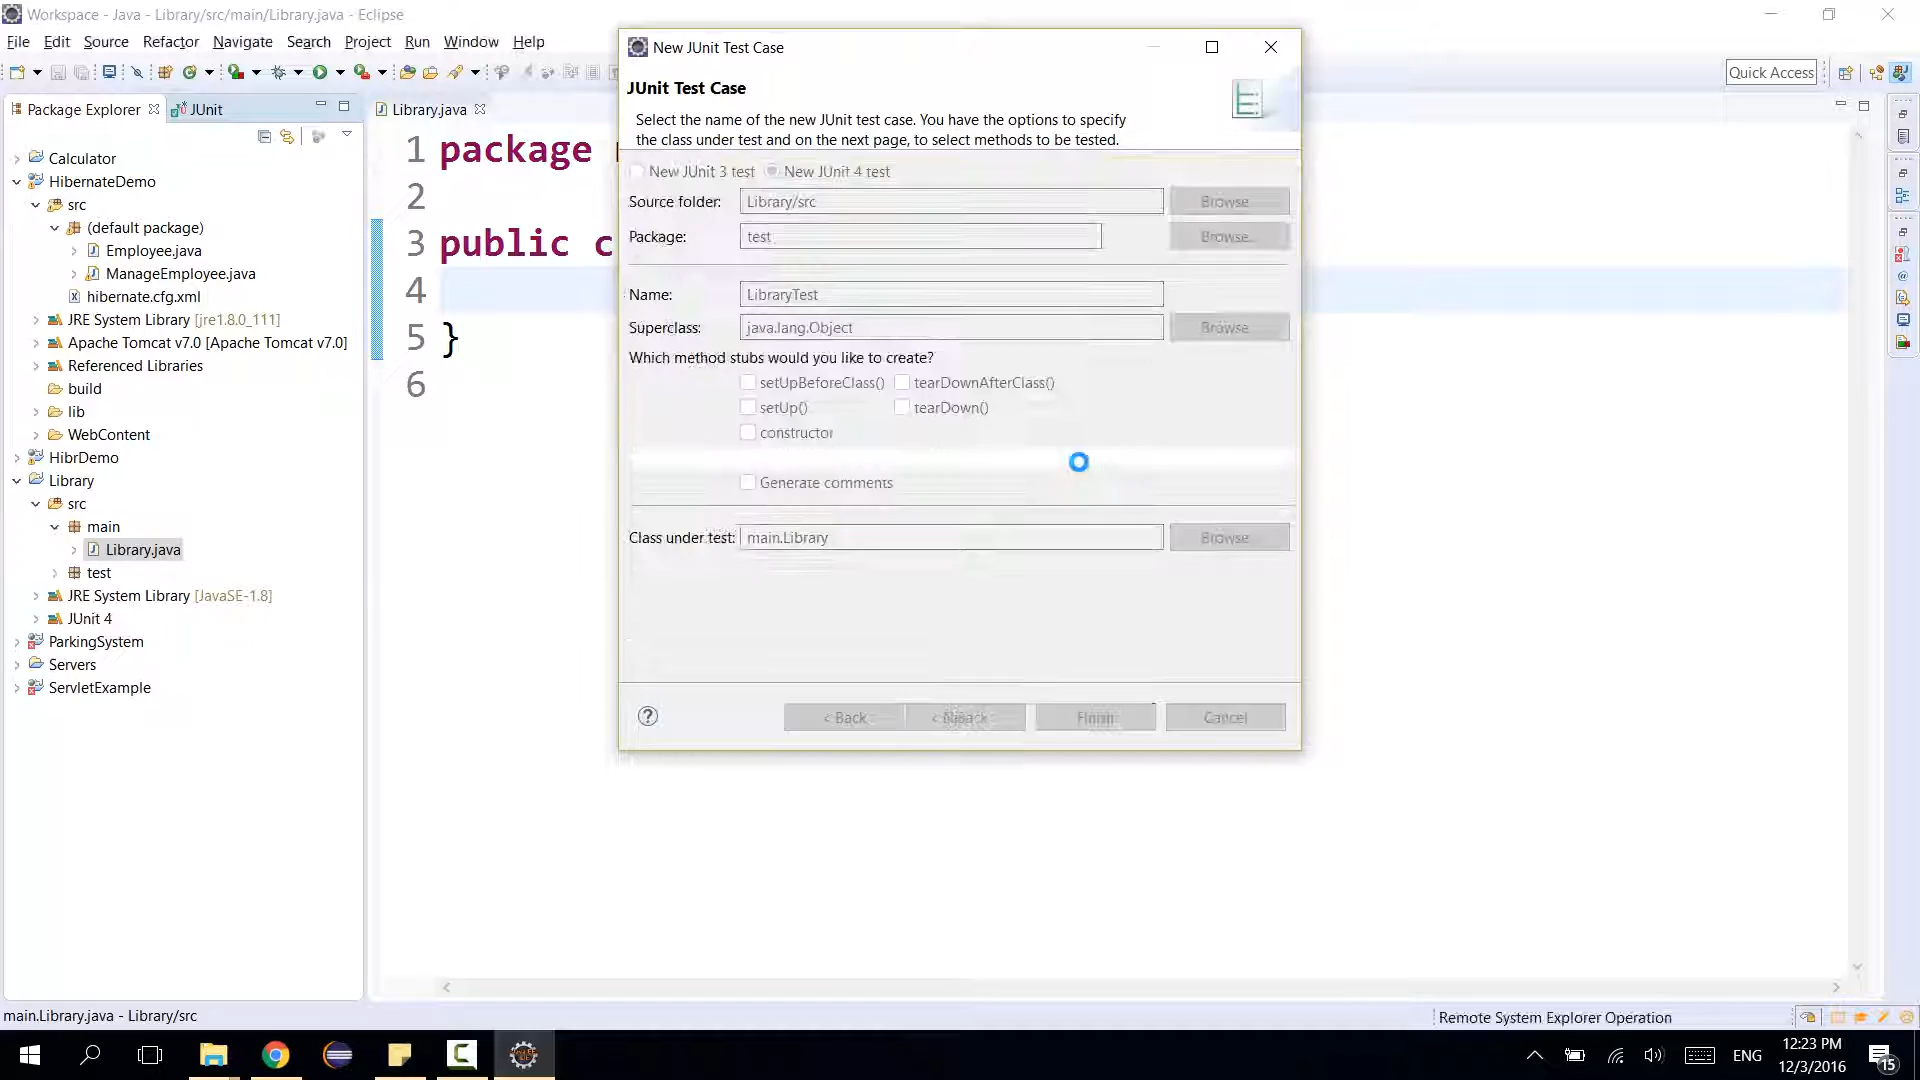 Workspace - Java - Library/src/main/Library.java - Eclipse
File Edit Source Refactor Navigate Search Project Run Window Help
Quick Access
Package Explorer
JUnit
Calculator
HibernateDemo
src
(default package)
Employee.java
ManageEmployee.java
hibernate.cfg.xml
JRE System Library [jre1.8.0_111]
Apache Tomcat v7.0 [Apache Tomcat v7.0]
Referenced Libraries
build
lib
WebContent
HibrDemo
Library
src
main
Library.java
test
JRE System Library [JavaSE-1.8]
JUnit 4
ParkingSystem
Servers
ServletExample
Library.java
1 package
2
3 public c
4
5 }
6
New JUnit Test Case
JUnit Test Case
Select the name of the new JUnit test case. You have the options to specify
the class under test and on the next page, to select methods to be tested.
New JUnit 3 test New JUnit 4 test
Source folder: Library/src Browse
Package: test Browse...
Name: LibraryTest
Superclass: java.lang.Object Browse
Which method stubs would you like to create?
setUpBeforeClass() tearDownAfterClass()
setUp() tearDown()
constructor
Generate comments
Class under test: main.Library Browse
< Back Finish Cancel
main.Library.java - Library/src
Remote System Explorer Operation
ENG
12:23 PM
12/3/2016
15